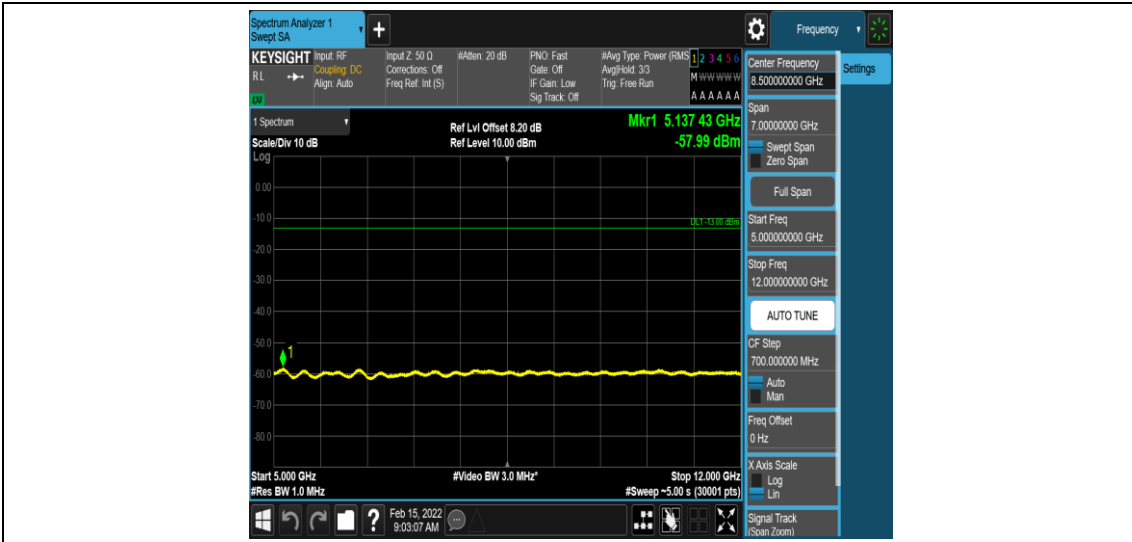 Spectrum Analyzer 1
Swept SA
+
Frequency
KEYSIGHT
RL
LXI
Input: RF
Coupling: DC
Align: Auto
Input Z: 50 Ω
Corrections: Off
Freq Ref: Int (S)
#Atten: 20 dB
PNO: Fast
Gate: Off
IF Gain: Low
Sig Track: Off
#Avg Type: Power (RMS
Avg|Hold: 3/3
Trig: Free Run
1 2 3 4 5 6
M W W W W W
A A A A A A
1 Spectrum
Scale/Div 10 dB
Log
Ref Lvl Offset 8.20 dB
Ref Level 10.00 dBm
Mkr1 5.137 43 GHz
-57.99 dBm
0.00
-10.0
DL1 -13.00 dBm
-20.0
-30.0
-40.0
-50.0
1
-60.0
-70.0
-80.0
Start 5.000 GHz
#Res BW 1.0 MHz
#Video BW 3.0 MHz*
Stop 12.000 GHz
#Sweep ~5.00 s (30001 pts)
Center Frequency
8.500000000 GHz
Settings
Span
7.00000000 GHz
Swept Span
Zero Span
Full Span
Start Freq
5.000000000 GHz
Stop Freq
12.000000000 GHz
AUTO TUNE
CF Step
700.000000 MHz
Auto
Man
Freq Offset
0 Hz
X Axis Scale
Log
Lin
Signal Track
(Span Zoom)
?
Feb 15, 2022
9:03:07 AM